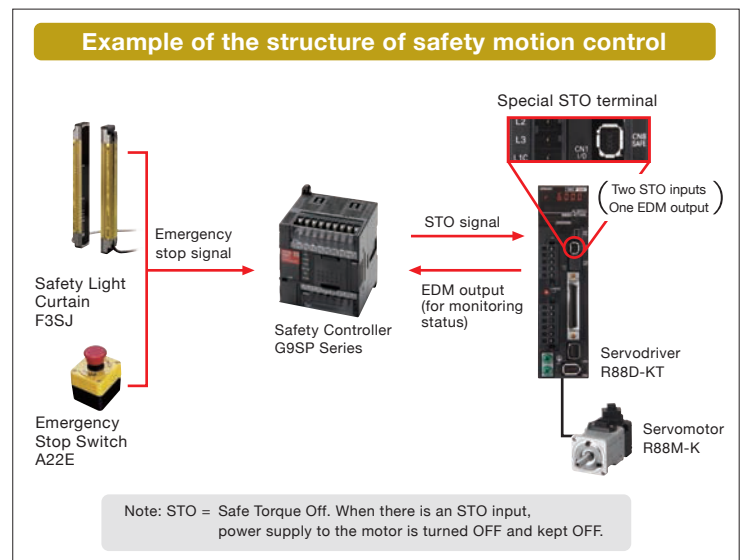 Example of the structure of safety motion control
Special STO terminal
L2
L3
L1C
CN1
I/O
CN8
SAFE
(Two STO inputs
One EDM output)
Emergency
stop signal
STO signal
EDM output
(for monitoring
status)
Safety Light
Curtain
F3SJ
Safety Controller
G9SP Series
Servodriver
R88D-KT
Emergency
Stop Switch
A22E
Servomotor
R88M-K
Note: STO = Safe Torque Off. When there is an STO input,
power supply to the motor is turned OFF and kept OFF.